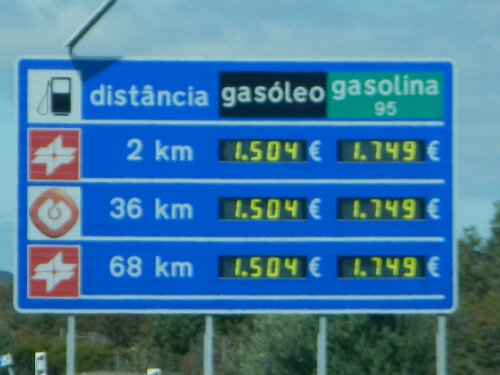 distância gasóleo gasolina 95
2 km 1.504 € 1.749 €
36 km 1.504 € 1.749 €
68 km 1.504 € 1.749 €